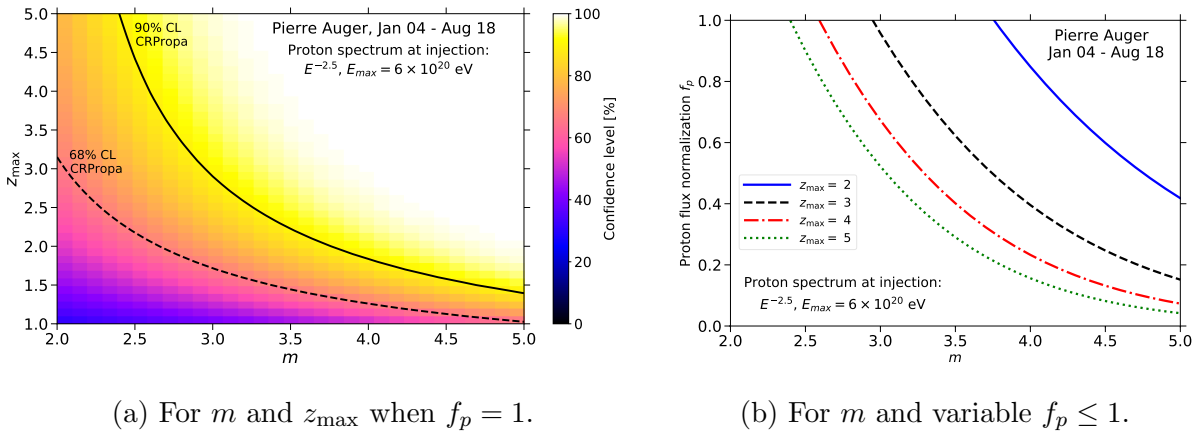 5.0
4.5
4.0
3.5
3.0
2.5
2.0
1.5
1.0
z_max
90% CL
CRPropa
68% CL
CRPropa
Pierre Auger, Jan 04 - Aug 18
Proton spectrum at injection:
E^{-2.5}, E_{max} = 6 × 10^{20} eV
2.0 2.5 3.0 3.5 4.0 4.5 5.0
m
100
80
60
40
20
0
Confidence level [%]
(a) For m and z_max when f_p = 1.
1.0
0.8
0.6
0.4
0.2
0.0
Proton flux normalization f_p
Pierre Auger
Jan 04 - Aug 18
z_max = 2
z_max = 3
z_max = 4
z_max = 5
Proton spectrum at injection:
E^{-2.5}, E_{max} = 6 × 10^{20} eV
2.0 2.5 3.0 3.5 4.0 4.5 5.0
m
(b) For m and variable f_p ≤ 1.